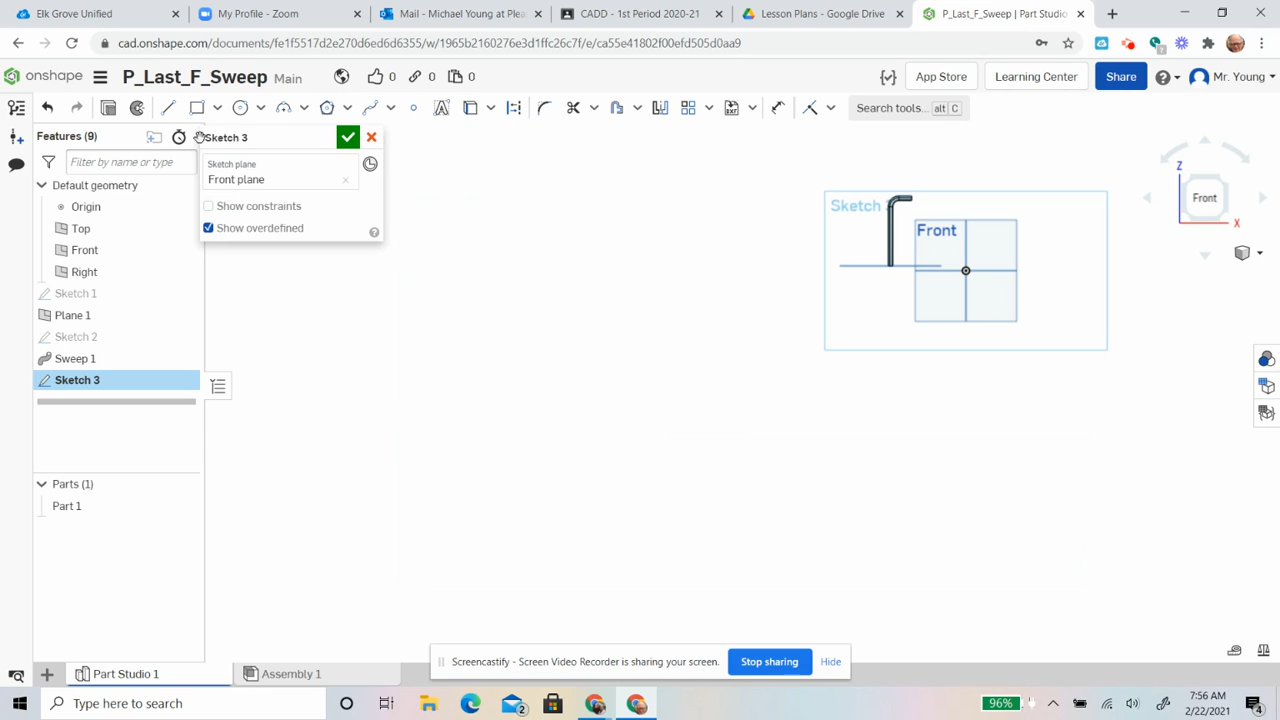 Elk Grove Unified
My Profile - Zoom
Mail - Michael Young at Plea
CADD - 1st Period 2020-21
Lesson Plans - Google Drive
P_Last_F_Sweep | Part Studio
cad.onshape.com/documents/fe1f5517d2e270d6ed6d6355/w/1965b2160276e3d1ffc26c7f/e/ca55e41802f00efd505d0aa9
onshape
P_Last_F_Sweep Main
0
0
0
App Store
Learning Center
Share
Mr. Young
Search tools... alt C
Features (9)
Filter by name or type
Default geometry
Origin
Top
Front
Right
Sketch 1
Plane 1
Sketch 2
Sweep 1
Sketch 3
Parts (1)
Part 1
Sketch 3
Sketch plane
Front plane
Show constraints
Show overdefined
Sketch
Front
Z
Front
X
Part Studio 1
Assembly 1
Screencastify - Screen Video Recorder is sharing your screen.
Stop sharing
Hide
Type here to search
2
96%
7:56 AM
2/22/2021
4